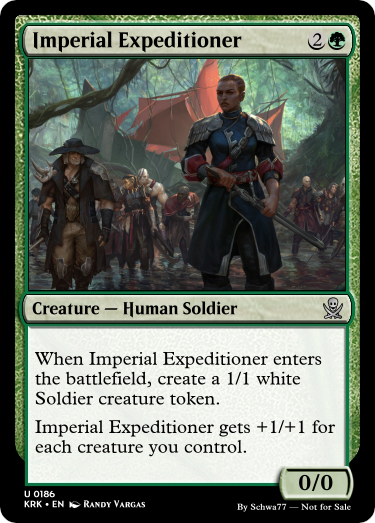 Imperial Expeditioner 2
Creature — Human Soldier
When Imperial Expeditioner enters
the battlefield, create a 1/1 white
Soldier creature token.
Imperial Expeditioner gets +1/+1 for
each creature you control.
0/0
U 0186
KRK • EN Randy Vargas
By Schwa77 — Not for Sale